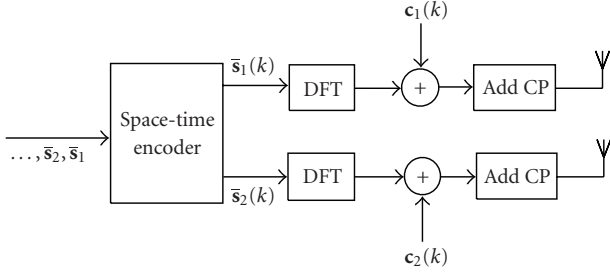 c₁(k)
s̄₁(k)
DFT
+
Add CP
Space-time
encoder
..., s̄₂, s̄₁
DFT
+
Add CP
s̄₂(k)
c₂(k)